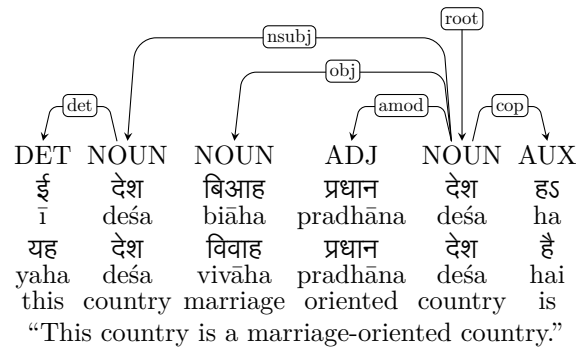 root
nsubj
obj
det amod cop
DET NOUN NOUN ADJ NOUN AUX
ई देश बिआह प्रधान देश हऽ
ī deśa biāha pradhāna deśa ha
यह देश विवाह प्रधान देश है
yaha deśa vivāha pradhāna deśa hai
this country marriage oriented country is
“This country is a marriage-oriented country.”